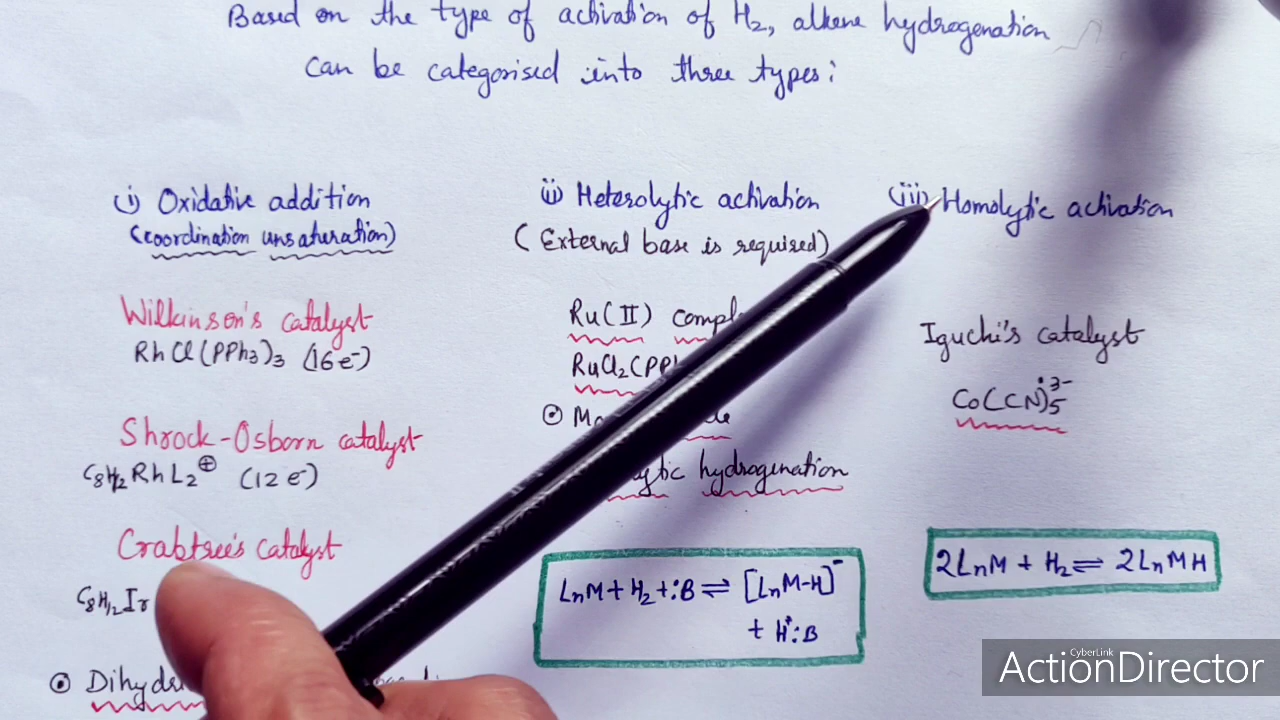 Based on the type of activation of H₂, alkene hydrogenation
can be categorised into three types:
(i) Oxidative addition
(coordination unsaturation)
Wilkinson's catalyst
RhCl(PPh₃)₃ (16e⁻)
Shrock-Osborn catalyst
C₈H₁₂RhL₂⊕ (12e⁻)
Crabtree's catalyst
C₈H₁₂Ir
⊙
ii) Heterolytic activation
(External base is required)
Ru(II)
⊙
hydrogenation
LnM + H₂ + :B ⇌ [LnM-H]⁻
+ H⁺:B
(iii) Homolytic activation
Iguchi's catalyst
Co(CN)₅•³⁻
2LnM + H₂ ⇌ 2LnMH
CyberLink
ActionDirector